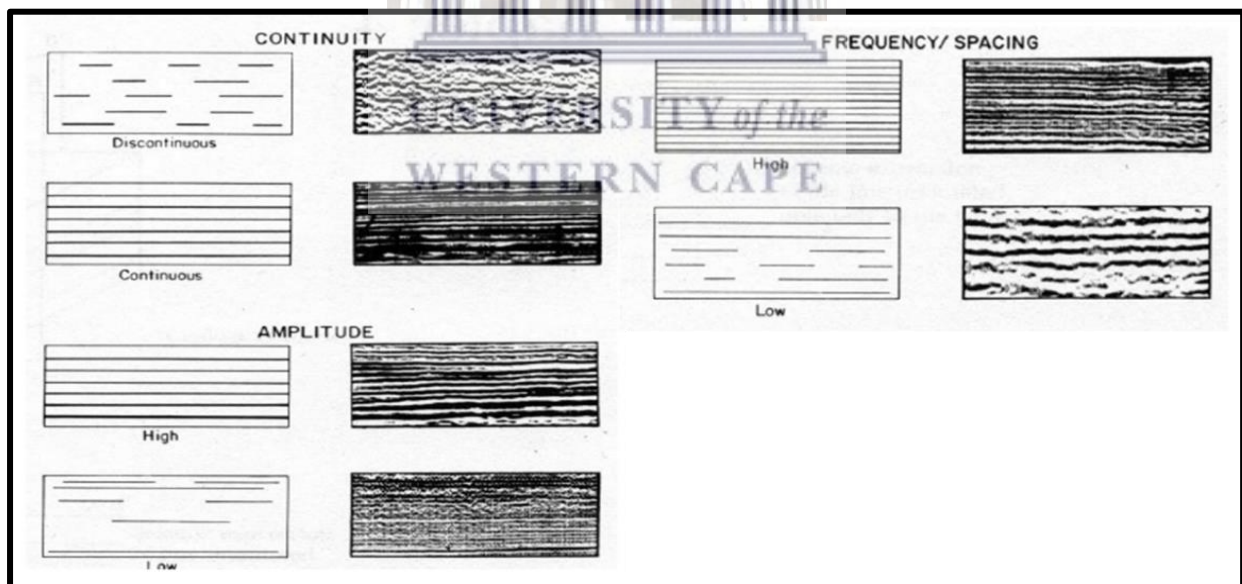 CONTINUITY
Discontinuous
Continuous
AMPLITUDE
High
Low
FREQUENCY/ SPACING
High
Low
UNIVERSITY of the
WESTERN CAPE